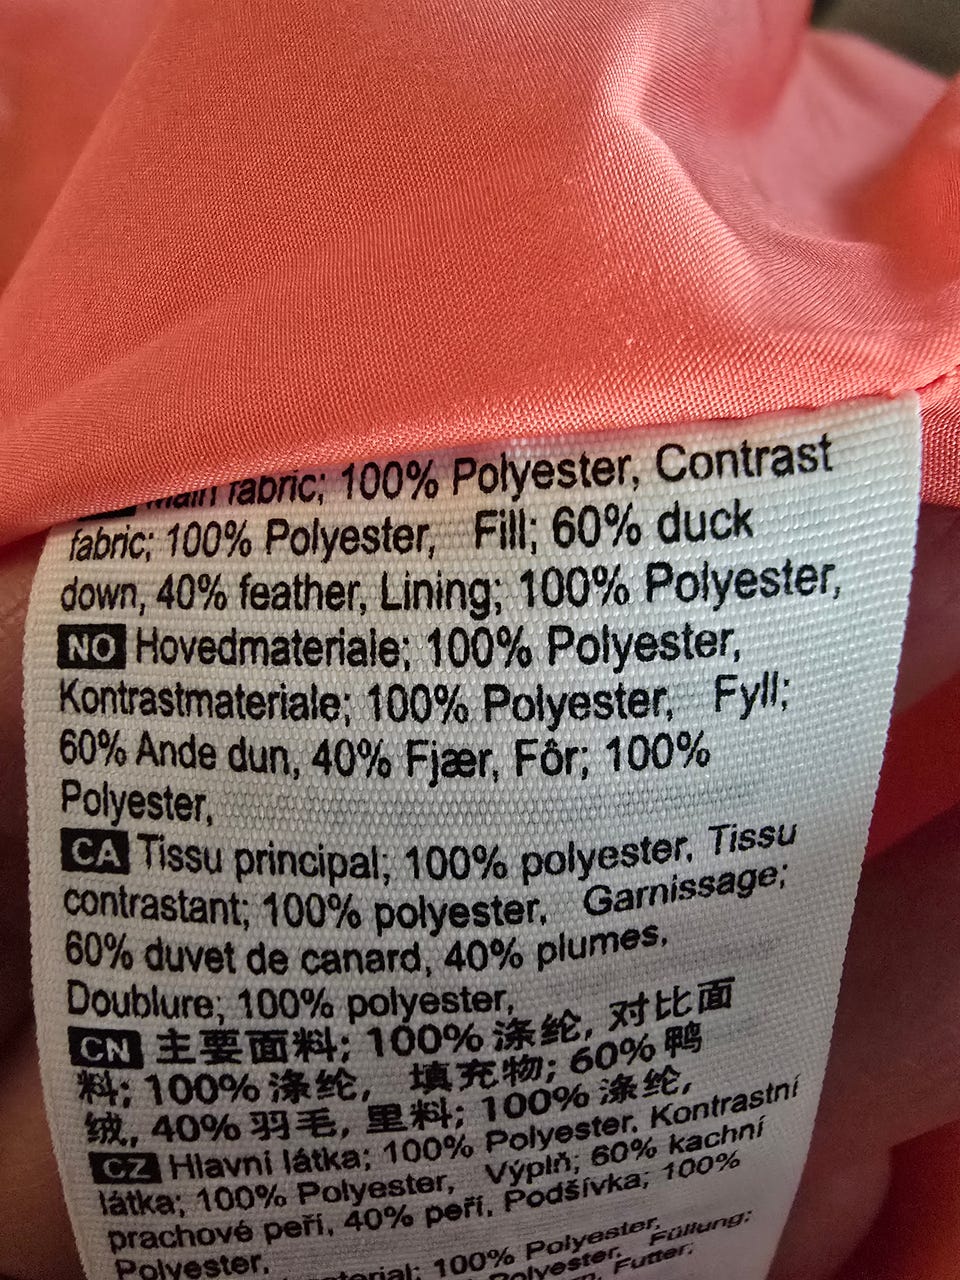 Main fabric; 100% Polyester, Contrast
fabric; 100% Polyester, Fill; 60% duck
down, 40% feather, Lining; 100% Polyester,
NO Hovedmateriale; 100% Polyester,
Kontrastmateriale; 100% Polyester, Fyll;
60% Ande dun, 40% Fjær, Fôr; 100%
Polyester,
CA Tissu principal; 100% polyester, Tissu
contrastant; 100% polyester, Garnissage;
60% duvet de canard, 40% plumes,
Doublure; 100% polyester,
CN 主要面料; 100% 涤纶, 对比面
料; 100% 涤纶, 填充物; 60% 鸭
绒, 40% 羽毛, 里料; 100% 涤纶,
CZ Hlavní látka; 100% Polyester, Kontrastní
látka; 100% Polyester, Výplň; 60% kachní
prachové peří, 40% peří, Podšívka; 100%
Polyester,
100% Polyester,
Polyester, Füllung;
Futter;